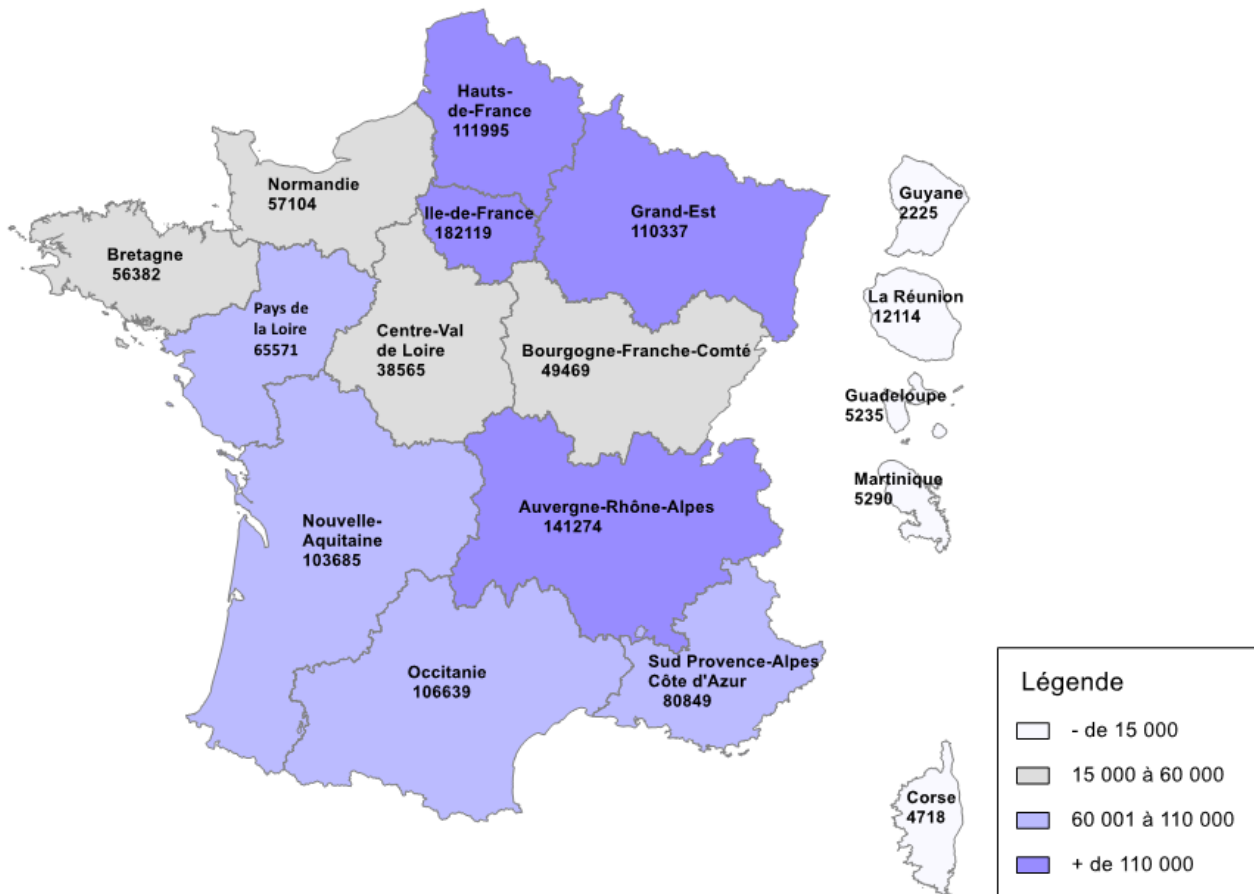 Hauts-
de-France
111995
Normandie
57104
Ile-de-France
182119
Grand-Est
110337
Guyane
2225
Bretagne
56382
La Réunion
12114
Pays de
la Loire
65571
Centre-Val
de Loire
38565
Bourgogne-Franche-Comté
49469
Guadeloupe
5235
Martinique
5290
Auvergne-Rhône-Alpes
141274
Nouvelle-
Aquitaine
103685
Occitanie
106639
Sud Provence-Alpes
Côte d'Azur
80849
Corse
4718
Légende
- de 15 000
15 000 à 60 000
60 001 à 110 000
+ de 110 000